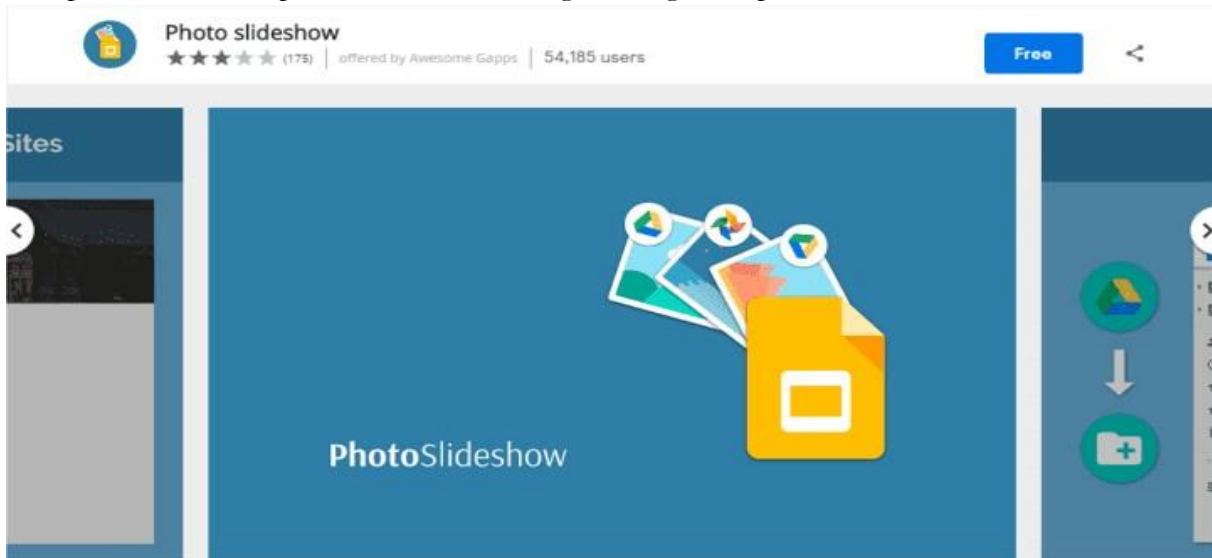 Photo slideshow
(175) offered by Awesome Gapps 54,185 users
Free
Sites
PhotoSlideshow